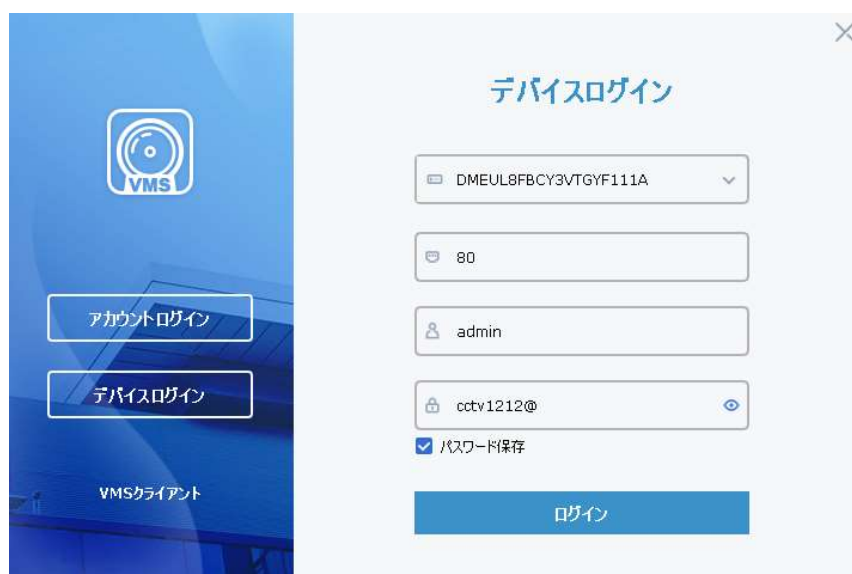 VMS
アカウントログイン
デバイスログイン
VMSクライアント
デバイスログイン
DMEUL8FBCY3VTGYF111A
80
admin
cctv1212@
パスワード保存
ログイン